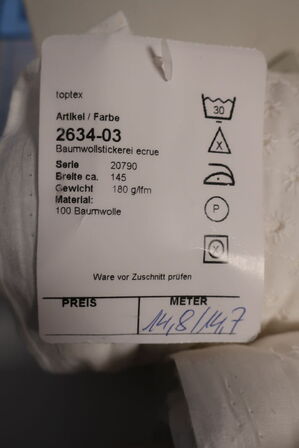 toptex
Artikel / Farbe
2634-03
Baumwollstickerei ecrue
Serie 20790
Breite ca. 145
Gewicht 180 g/lfm
Material:
100 Baumwolle
30
X
P
X
Ware vor Zuschnitt prüfen
PREIS METER
14,8/14,7